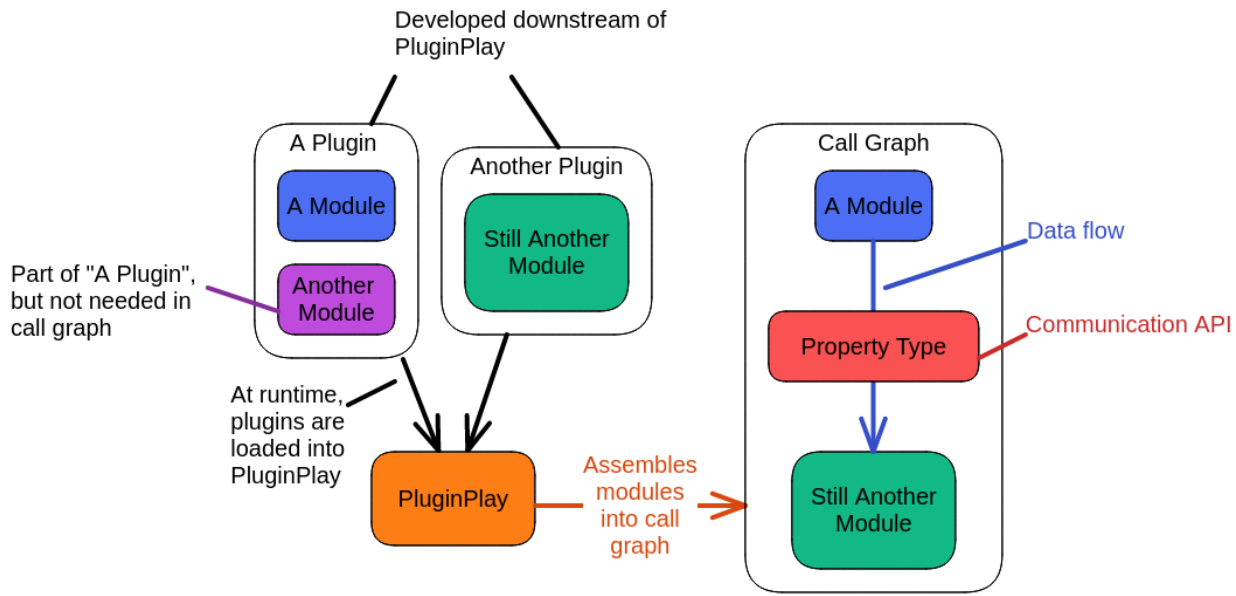 Developed downstream of
PluginPlay
A Plugin
A Module
Another
Module
Another Plugin
Still Another
Module
Part of "A Plugin",
but not needed in
call graph
At runtime,
plugins are
loaded into
PluginPlay
PluginPlay
Assembles
modules
into call
graph
Call Graph
A Module
Data flow
Property Type
Communication API
Still Another
Module